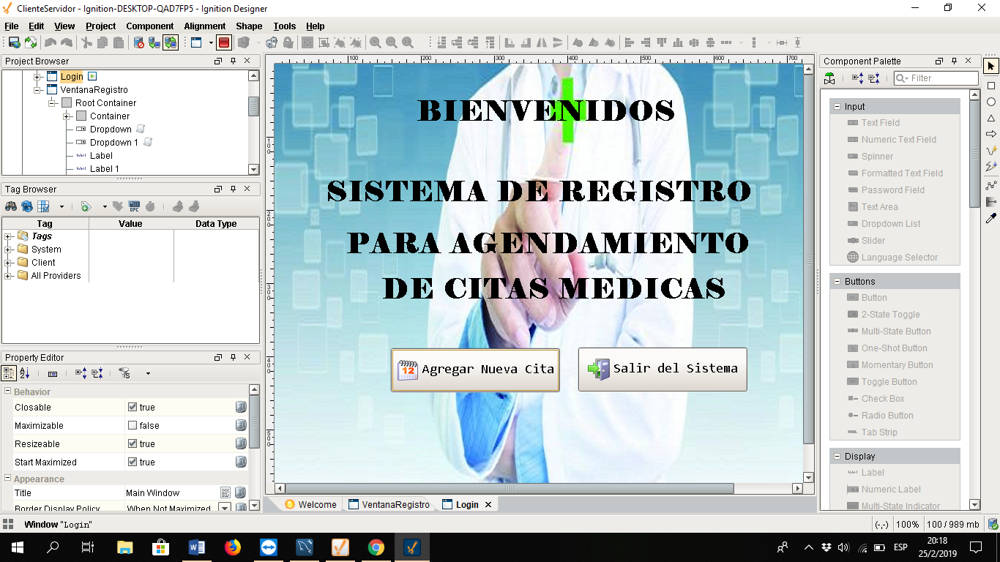 ClienteServidor - Ignition-DESKTOP-QAD7FP5 - Ignition Designer
File Edit View Project Component Alignment Shape Tools Help
Project Browser
Login
VentanaRegistro
Root Container
Container
Dropdown
Dropdown 1
Label
Label 1
Tag Browser
Tag Value Data Type
Tags
System
Client
All Providers
Property Editor
Behavior
Closable true
Maximizable false
Resizeable true
Start Maximized true
Appearance
Title Main Window
Border Display Policy When Not Maximized
100 200 300 400 500 600 700
100
200
300
400
500
BIENVENIDOS
SISTEMA DE REGISTRO
PARA AGENDAMIENTO
DE CITAS MEDICAS
12 Agregar Nueva Cita
Salir del Sistema
Welcome VentanaRegistro Login
Component Palette
Filter
Input
Text Field
Numeric Text Field
Spinner
Formatted Text Field
Password Field
Text Area
Dropdown List
Slider
Language Selector
Buttons
Button
2-State Toggle
Multi-State Button
One-Shot Button
Momentary Button
Toggle Button
Check Box
Radio Button
Tab Strip
Display
Label
Numeric Label
Multi-State Indicator
Window "Login" (-,-) 100% 100 / 989 mb
ESP
20:18
25/2/2019